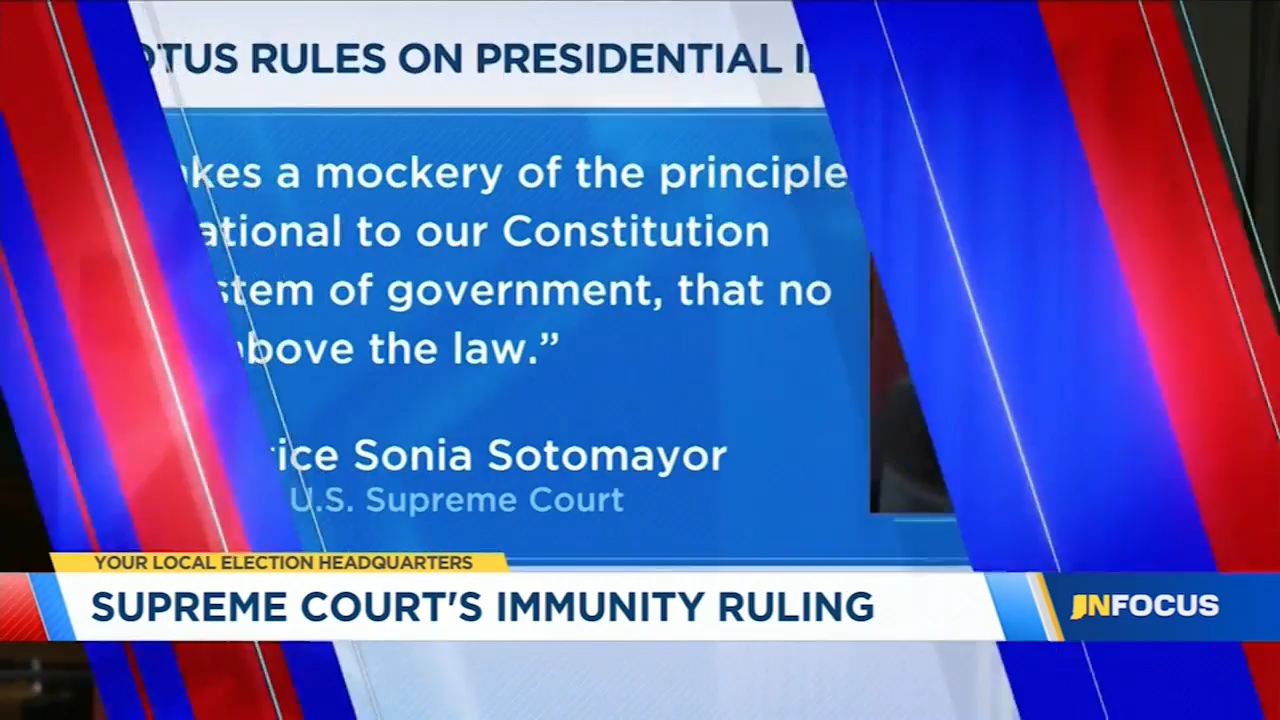 OTUS RULES ON PRESIDENTIAL I
kes a mockery of the principle,
ational to our Constitution
stem of government, that no
above the law.”
ice Sonia Sotomayor
U.S. Supreme Court
YOUR LOCAL ELECTION HEADQUARTERS
SUPREME COURT'S IMMUNITY RULING
INFOCUS